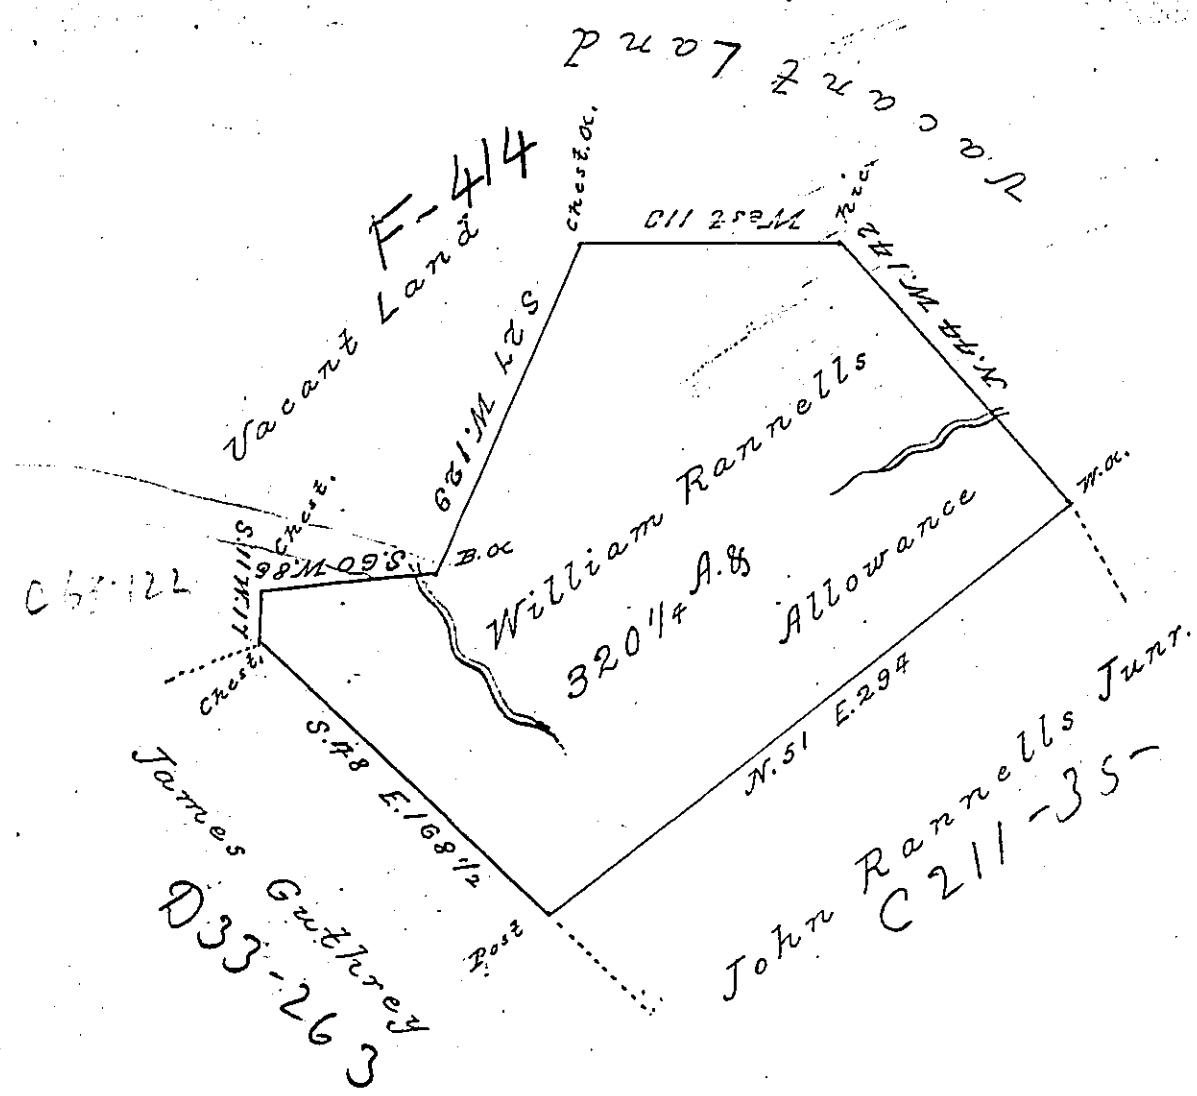 Vacant Land
F-414
Vacant Land
Chest. Oc.
West 110
Hic.
N. 44 W. 142
S 27 W. 129
William Rannells
320 1/4 A. &
Allowance
W. O.
Chest.
S. 60 W. 86
B. O
S 11 W. 17
Chest.
S. 48 E. 168 1/2
N. 51 E. 294
Post
James Guthrey
D33-263
John Rannells Junr.
C 211-35-